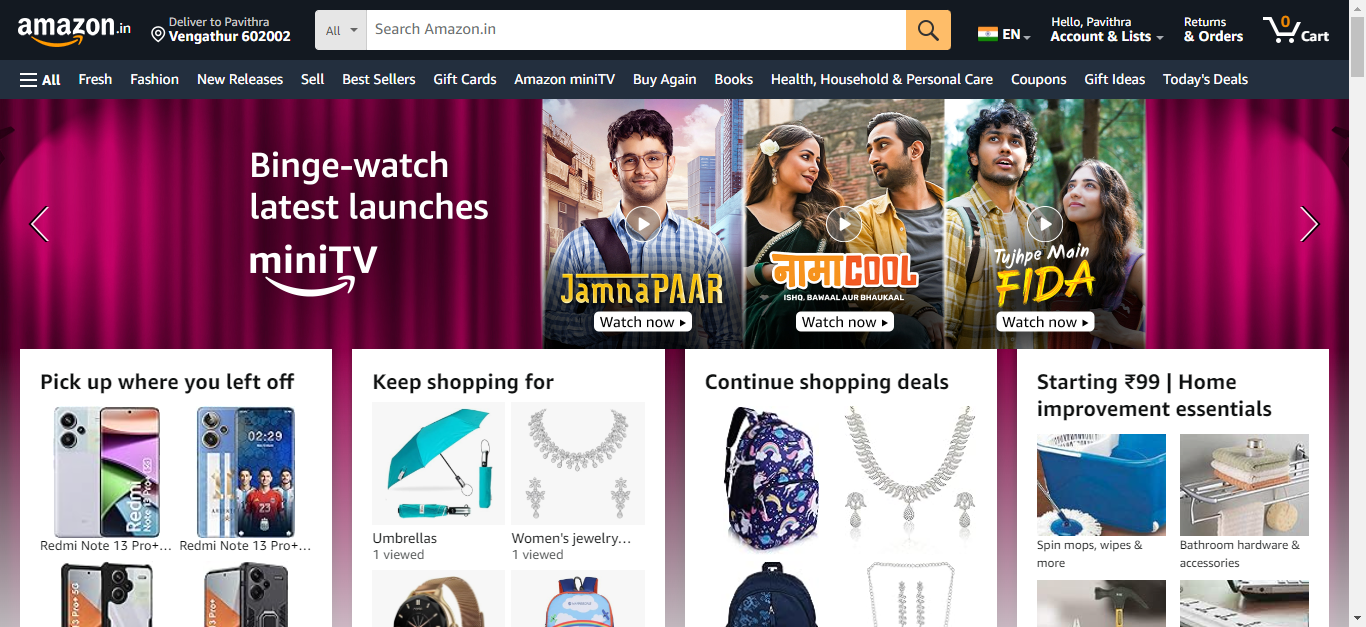 amazon.in
Deliver to Pavithra
Vengathur 602002
All
Search Amazon.in
EN
Hello, Pavithra
Account & Lists
Returns
& Orders
0
Cart
All
Fresh
Fashion
New Releases
Sell
Best Sellers
Gift Cards
Amazon miniTV
Buy Again
Books
Health, Household & Personal Care
Coupons
Gift Ideas
Today's Deals
Binge-watch
latest launches
miniTV
JamnaPAAR
Watch now
नामाCOOL
ISHQ, BAWAAL AUR BHAUKAAL
Watch now
Tujhpe Main
FIDA
Watch now
Pick up where you left off
Redmi
Note 13 Pro+
02:29
23
Redmi Note 13 Pro+...
Redmi Note 13 Pro+...
Keep shopping for
Umbrellas
1 viewed
Women's jewelry...
1 viewed
Continue shopping deals
Starting ₹99 | Home
improvement essentials
Spin mops, wipes &
more
Bathroom hardware &
accessories